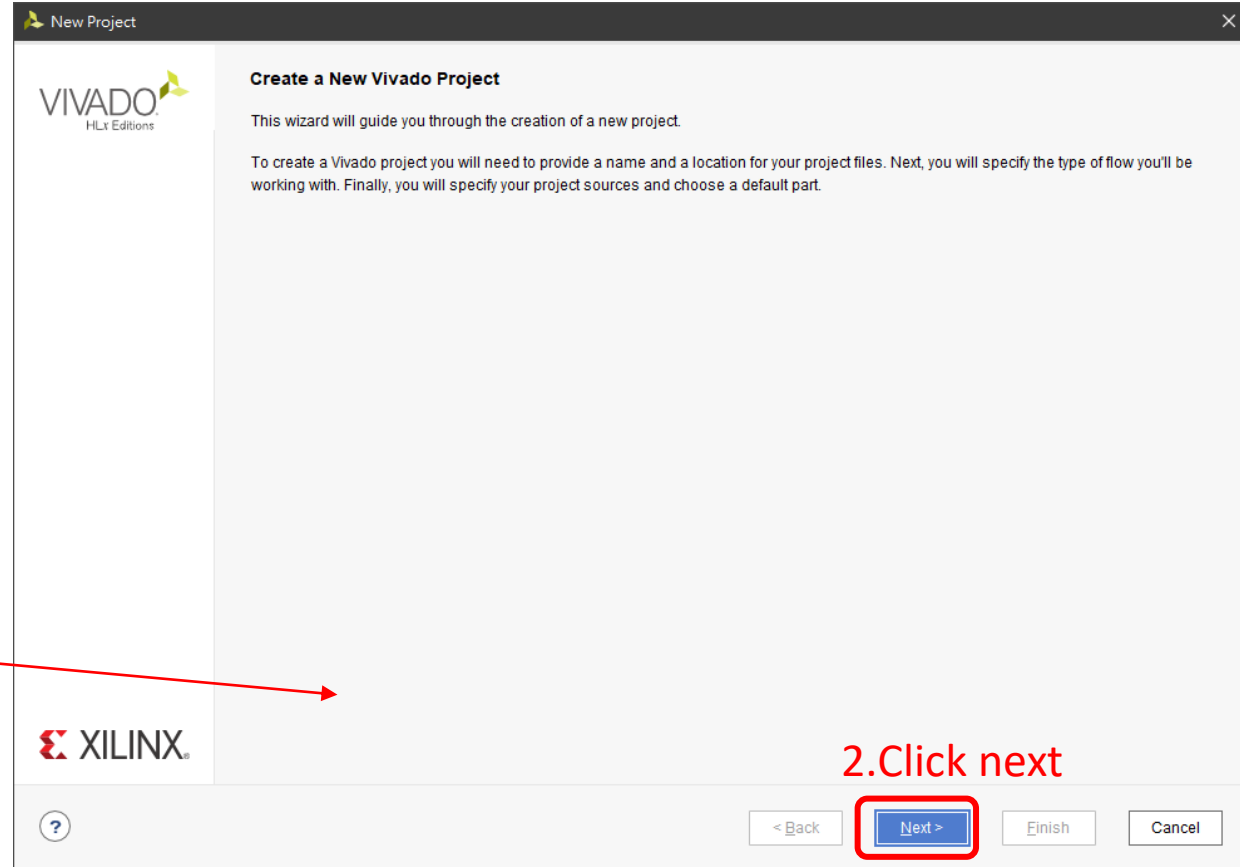 New Project
VIVADO.
HLx Editions
Create a New Vivado Project
This wizard will guide you through the creation of a new project.
To create a Vivado project you will need to provide a name and a location for your project files. Next, you will specify the type of flow you'll be
working with. Finally, you will specify your project sources and choose a default part.
XILINX®
2.Click next
?
< Back
Next >
Finish
Cancel